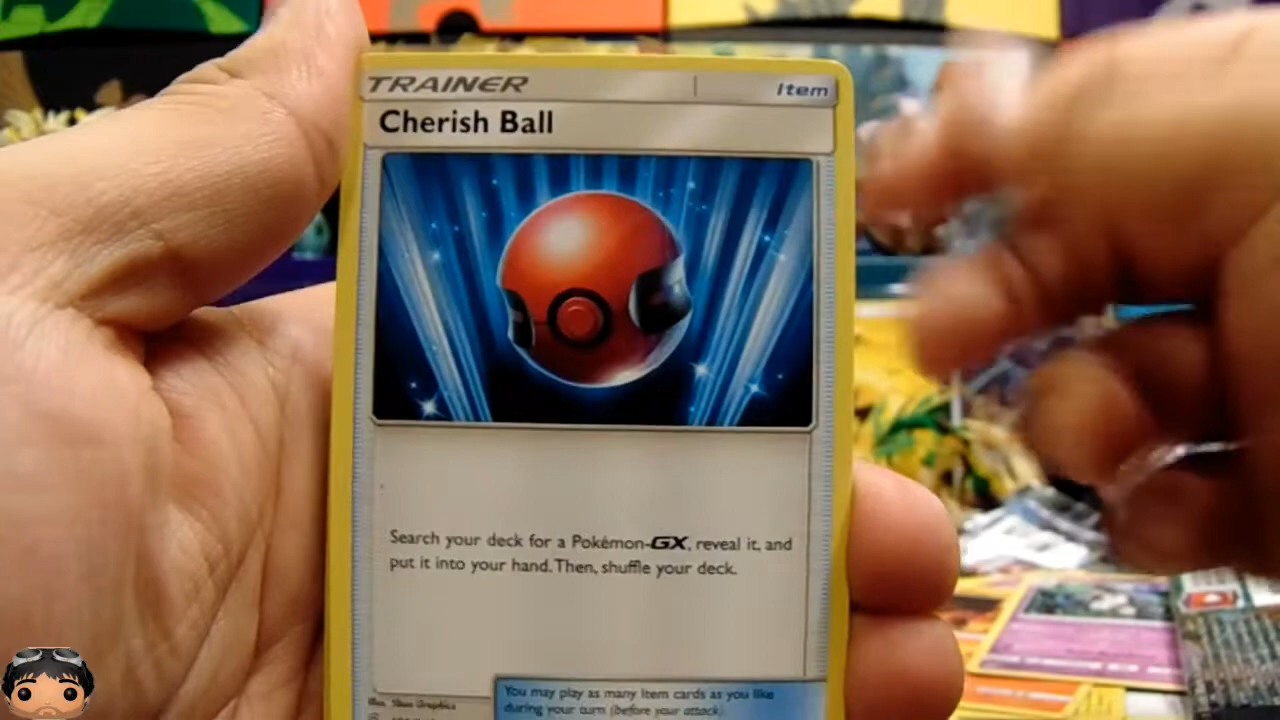 TRAINER Item
Cherish Ball
Search your deck for a Pokémon-GX, reveal it, and
put it into your hand. Then, shuffle your deck.
You may play as many Item cards as you like
during your turn (before your attack).